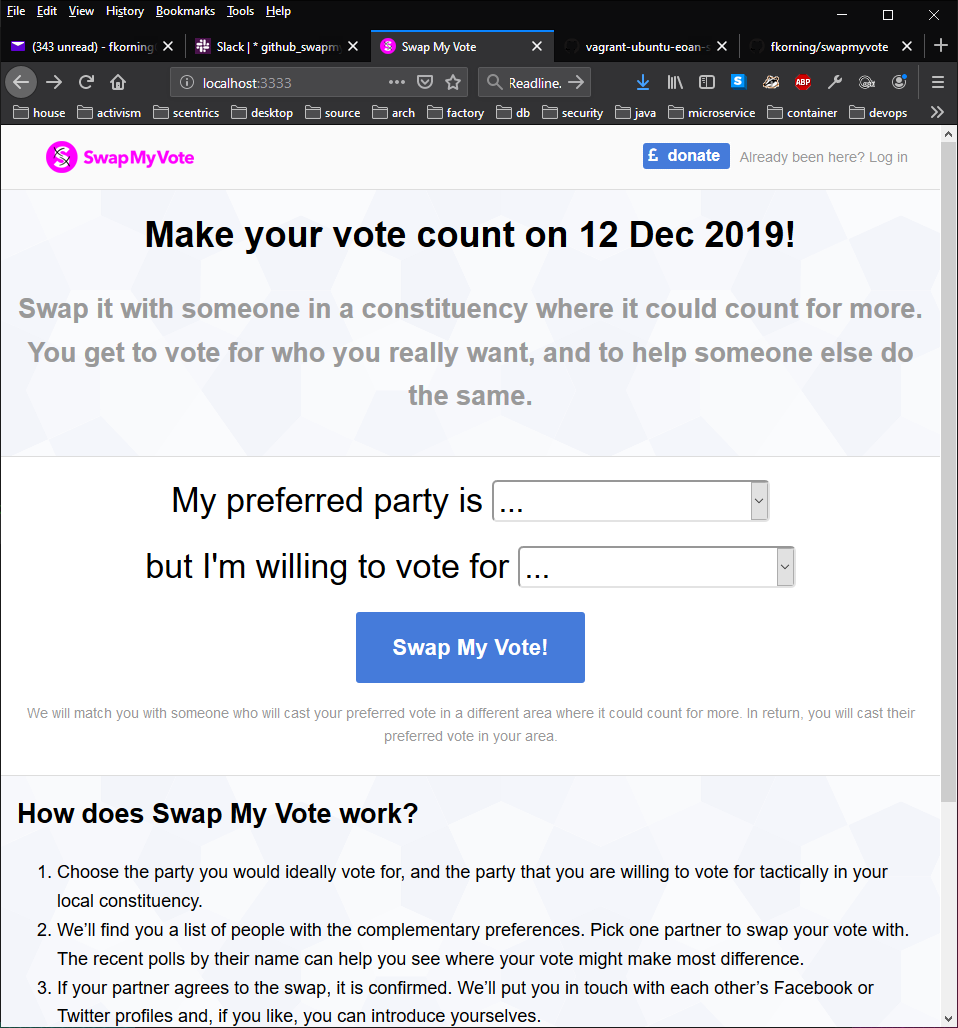 File Edit View History Bookmarks Tools Help
(343 unread) - fkorning
Slack | * github_swapmy
Swap My Vote
vagrant-ubuntu-eoan-s
fkorning/swapmyvote
localhost:3333
Readline.
house activism scentrics desktop source arch factory db security java microservice container devops
SwapMyVote
£ donate
Already been here? Log in
Make your vote count on 12 Dec 2019!
Swap it with someone in a constituency where it could count for more.
You get to vote for who you really want, and to help someone else do
the same.
My preferred party is ...
but I'm willing to vote for ...
Swap My Vote!
We will match you with someone who will cast your preferred vote in a different area where it could count for more. In return, you will cast their
preferred vote in your area.
How does Swap My Vote work?
1. Choose the party you would ideally vote for, and the party that you are willing to vote for tactically in your
local constituency.
2. We’ll find you a list of people with the complementary preferences. Pick one partner to swap your vote with.
The recent polls by their name can help you see where your vote might make most difference.
3. If your partner agrees to the swap, it is confirmed. We’ll put you in touch with each other’s Facebook or
Twitter profiles and, if you like, you can introduce yourselves.